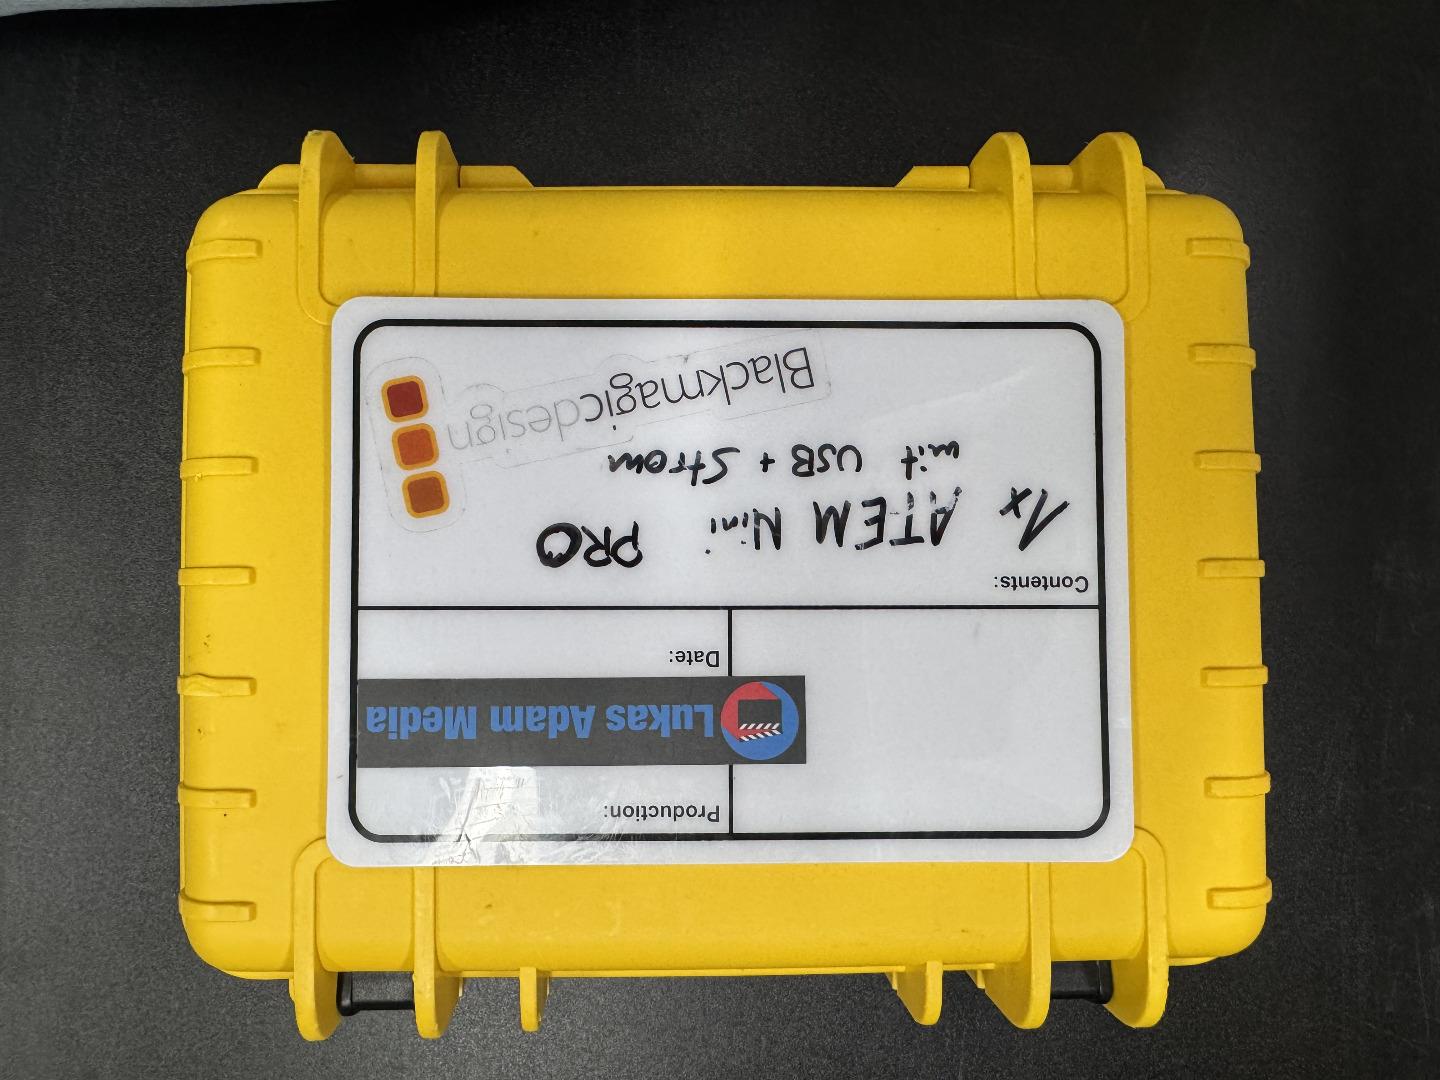 Production:
Lukas Adam Media
Date:
Contents:
1x ATEM Mini PRO
mit USB + Strom
Blackmagicdesign